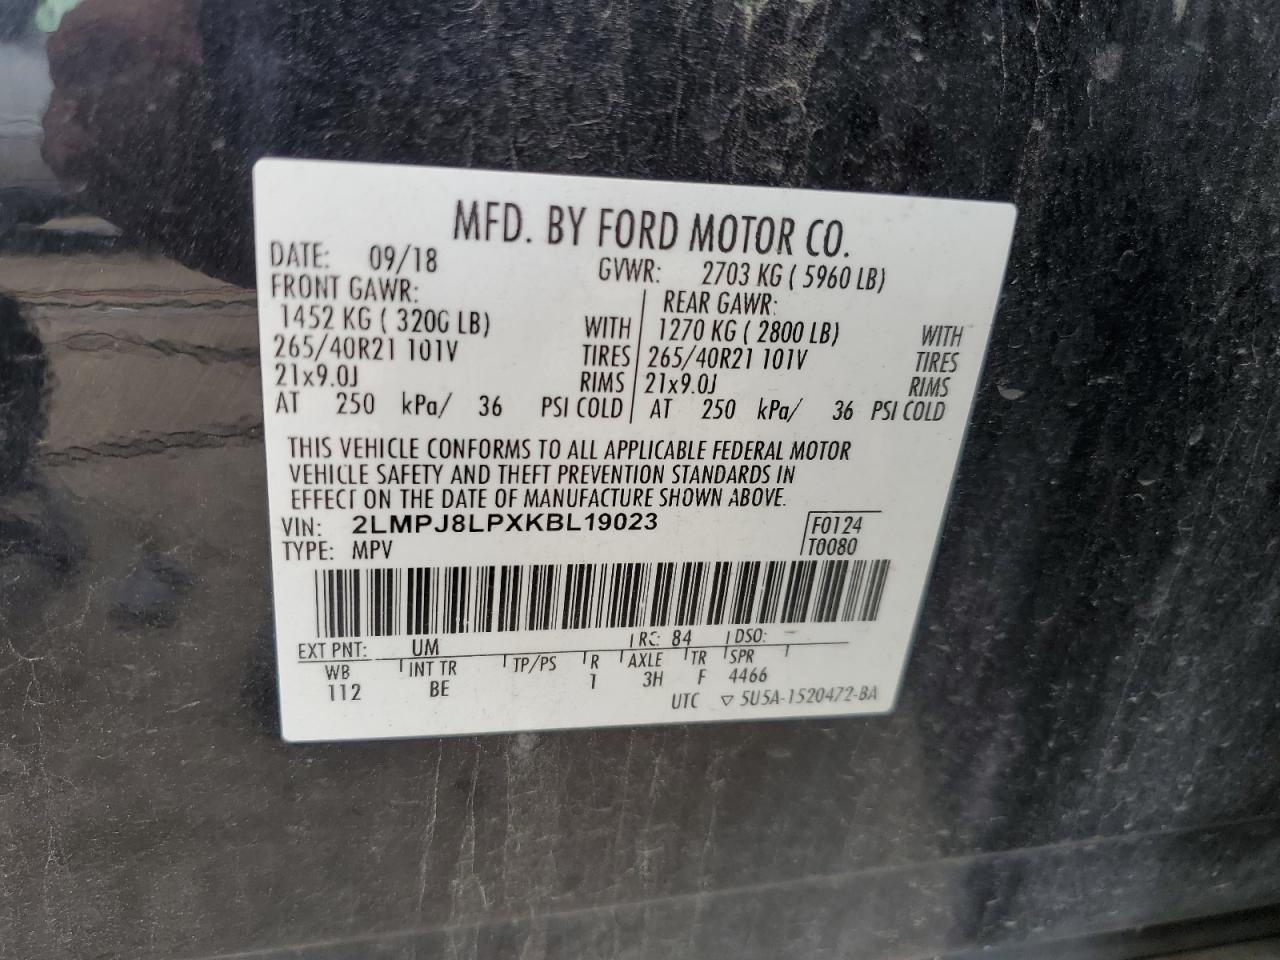 MFD. BY FORD MOTOR CO.
DATE: 09/18 GVWR: 2703 KG ( 5960 LB)
FRONT GAWR: REAR GAWR:
1452 KG ( 3200 LB) WITH 1270 KG ( 2800 LB) WITH
265/40R21 101V TIRES 265/40R21 101V TIRES
21x9.0J RIMS 21x9.0J RIMS
AT 250 kPa/ 36 PSI COLD AT 250 kPa/ 36 PSI COLD
THIS VEHICLE CONFORMS TO ALL APPLICABLE FEDERAL MOTOR
VEHICLE SAFETY AND THEFT PREVENTION STANDARDS IN
EFFECT ON THE DATE OF MANUFACTURE SHOWN ABOVE.
VIN: 2LMPJ8LPXKBL19023 F0124
TYPE: MPV T0080
EXT PNT: UM RC: 84 DSO:
WB INT TR TP/PS R AXLE TR SPR
112 BE 1 3H F 4466
UTC ▽ 5U5A-1520472-BA